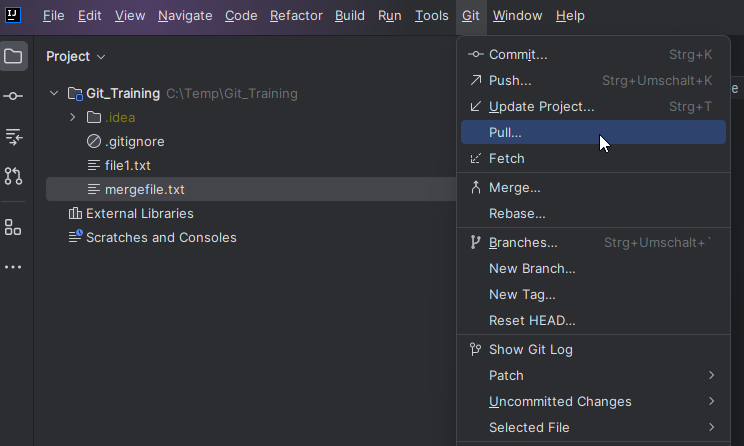 IJ File Edit View Navigate Code Refactor Build Run Tools Git Window Help
Project
Git_Training C:\Temp\Git_Training
.idea
.gitignore
file1.txt
mergefile.txt
External Libraries
Scratches and Consoles
Commit... Strg+K
Push... Strg+Umschalt+K
Update Project... Strg+T
Pull...
Fetch
Merge...
Rebase...
Branches... Strg+Umschalt+`
New Branch...
New Tag...
Reset HEAD...
Show Git Log
Patch
Uncommitted Changes
Selected File
e